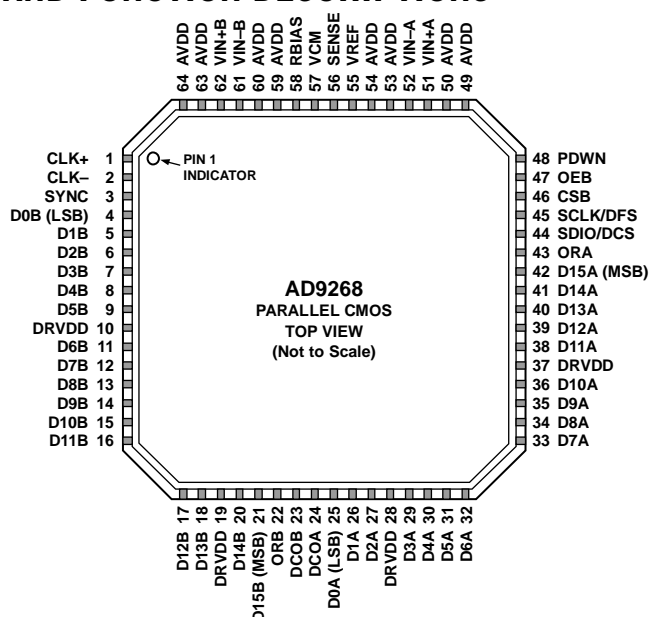 64 AVDD
63 AVDD
62 VIN+B
61 VIN–B
60 AVDD
59 AVDD
58 RBIAS
57 VCM
56 SENSE
55 VREF
54 AVDD
53 AVDD
52 VIN–A
51 VIN+A
50 AVDD
49 AVDD
CLK+ 1
CLK– 2
SYNC 3
D0B (LSB) 4
D1B 5
D2B 6
D3B 7
D4B 8
D5B 9
DRVDD 10
D6B 11
D7B 12
D8B 13
D9B 14
D10B 15
D11B 16
PIN 1
INDICATOR
AD9268
PARALLEL CMOS
TOP VIEW
(Not to Scale)
48 PDWN
47 OEB
46 CSB
45 SCLK/DFS
44 SDIO/DCS
43 ORA
42 D15A (MSB)
41 D14A
40 D13A
39 D12A
38 D11A
37 DRVDD
36 D10A
35 D9A
34 D8A
33 D7A
D12B 17
D13B 18
DRVDD 19
D14B 20
D15B (MSB) 21
ORB 22
DCOB 23
DCOA 24
D0A (LSB) 25
D1A 26
D2A 27
DRVDD 28
D3A 29
D4A 30
D5A 31
D6A 32